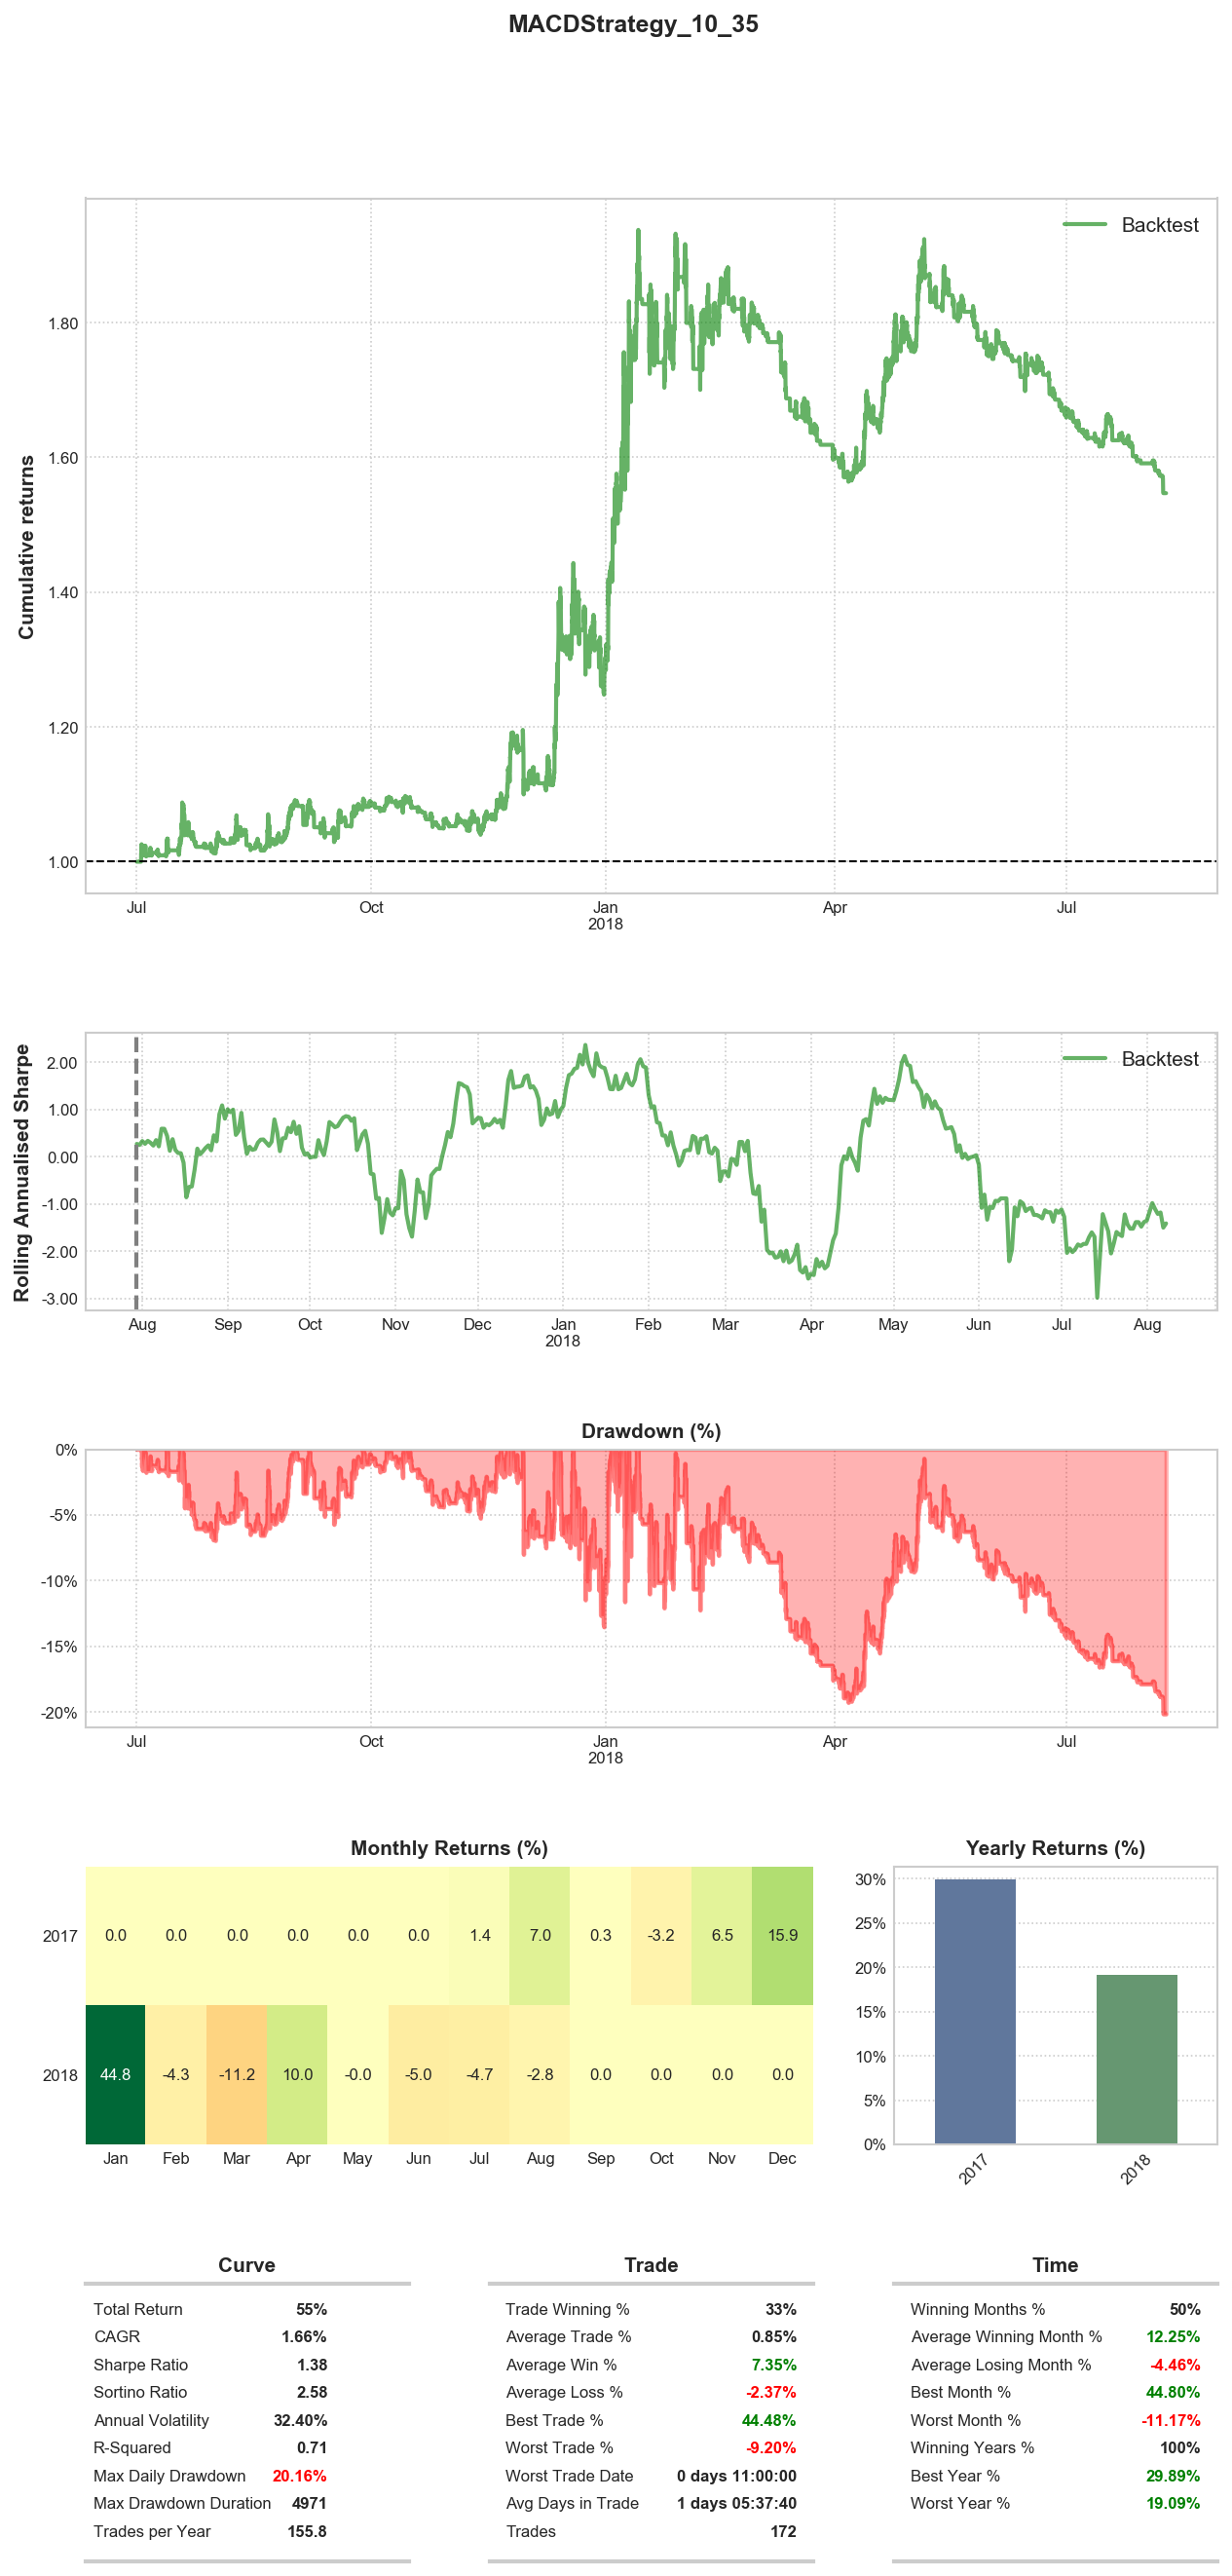 MACDStrategy_10_35
Backtest
Cumulative returns
1.80
1.60
1.40
1.20
1.00
Jul Oct Jan Apr Jul
2018
Backtest
Rolling Annualised Sharpe
2.00
1.00
0.00
-1.00
-2.00
-3.00
Aug Sep Oct Nov Dec Jan Feb Mar Apr May Jun Jul Aug
2018
Drawdown (%)
0%
-5%
-10%
-15%
-20%
Jul Oct Jan Apr Jul
2018
Monthly Returns (%)
2017 0.0 0.0 0.0 0.0 0.0 0.0 1.4 7.0 0.3 -3.2 6.5 15.9
2018 44.8 -4.3 -11.2 10.0 -0.0 -5.0 -4.7 -2.8 0.0 0.0 0.0 0.0
Jan Feb Mar Apr May Jun Jul Aug Sep Oct Nov Dec
Yearly Returns (%)
30%
25%
20%
15%
10%
5%
0%
2017 2018
Curve
Total Return 55%
CAGR 1.66%
Sharpe Ratio 1.38
Sortino Ratio 2.58
Annual Volatility 32.40%
R-Squared 0.71
Max Daily Drawdown 20.16%
Max Drawdown Duration 4971
Trades per Year 155.8
Trade
Trade Winning % 33%
Average Trade % 0.85%
Average Win % 7.35%
Average Loss % -2.37%
Best Trade % 44.48%
Worst Trade % -9.20%
Worst Trade Date 0 days 11:00:00
Avg Days in Trade 1 days 05:37:40
Trades 172
Time
Winning Months % 50%
Average Winning Month % 12.25%
Average Losing Month % -4.46%
Best Month % 44.80%
Worst Month % -11.17%
Winning Years % 100%
Best Year % 29.89%
Worst Year % 19.09%